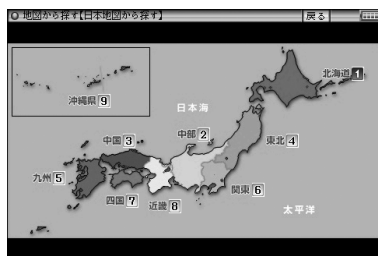 地図から探す【日本地図から探す】
戻る
北海道 1
沖縄県 9
日本海
中国 3
中部 2
東北 4
九州 5
関東 6
四国 7
近畿 8
太平洋